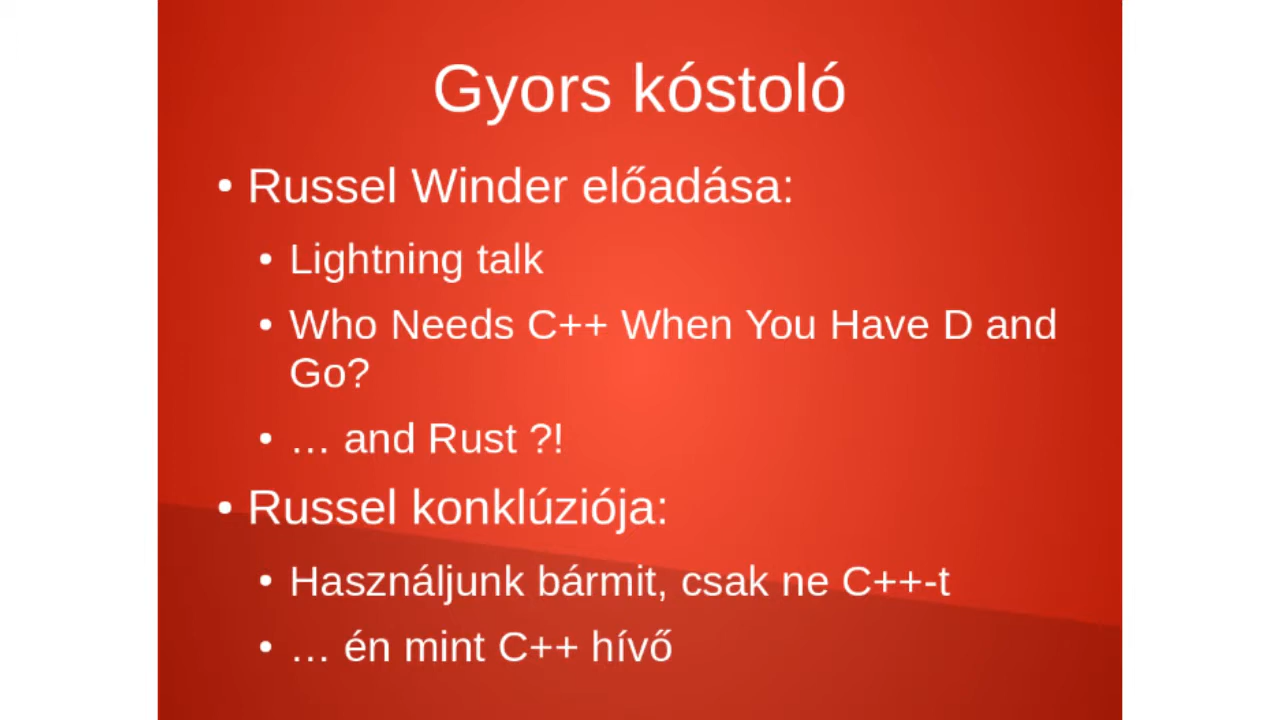 Gyors kóstoló
• Russel Winder előadása:
• Lightning talk
• Who Needs C++ When You Have D and
Go?
• … and Rust ?!
• Russel konklúziója:
• Használjunk bármit, csak ne C++-t
• … én mint C++ hívő